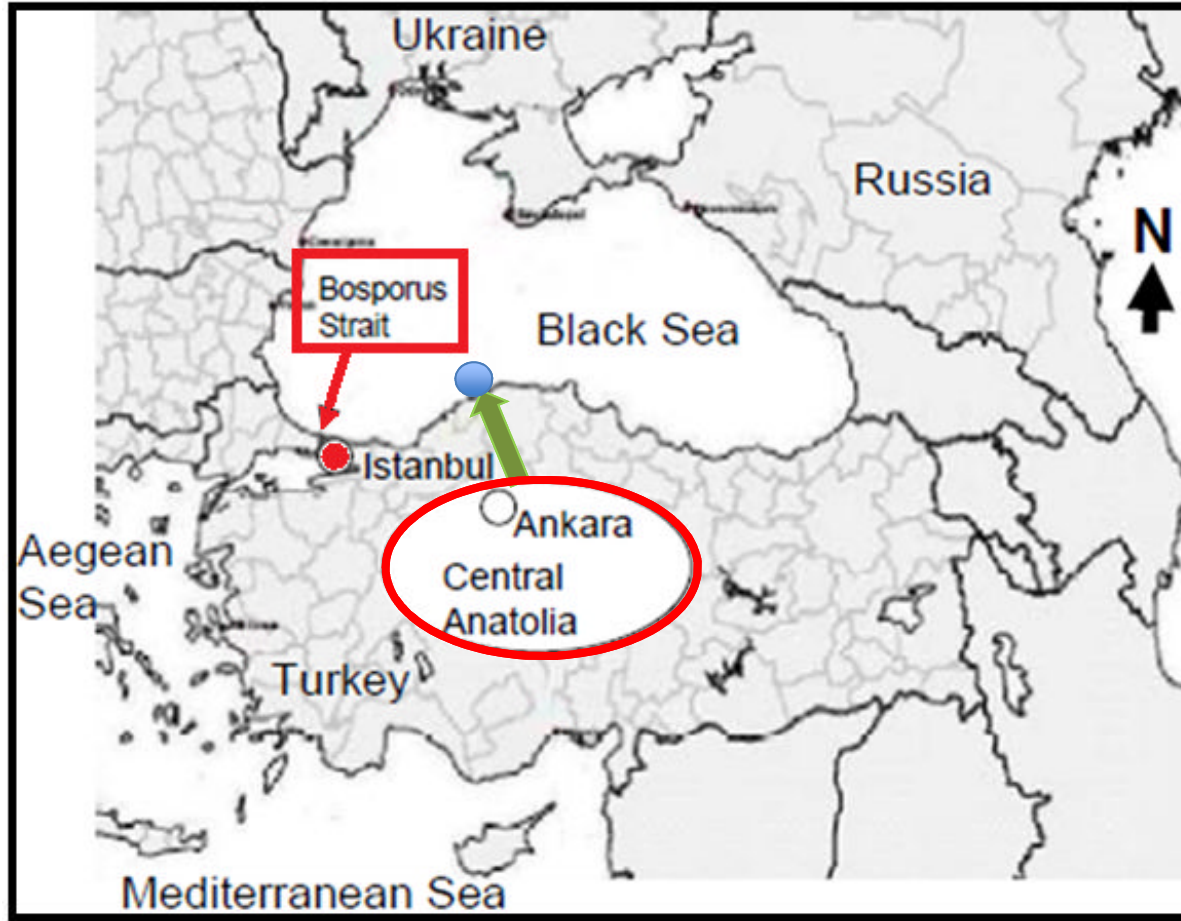 Ukraine
Russia
N
Bosporus
Strait
Black Sea
Istanbul
Ankara
Aegean
Sea
Central
Anatolia
Turkey
Mediterranean Sea